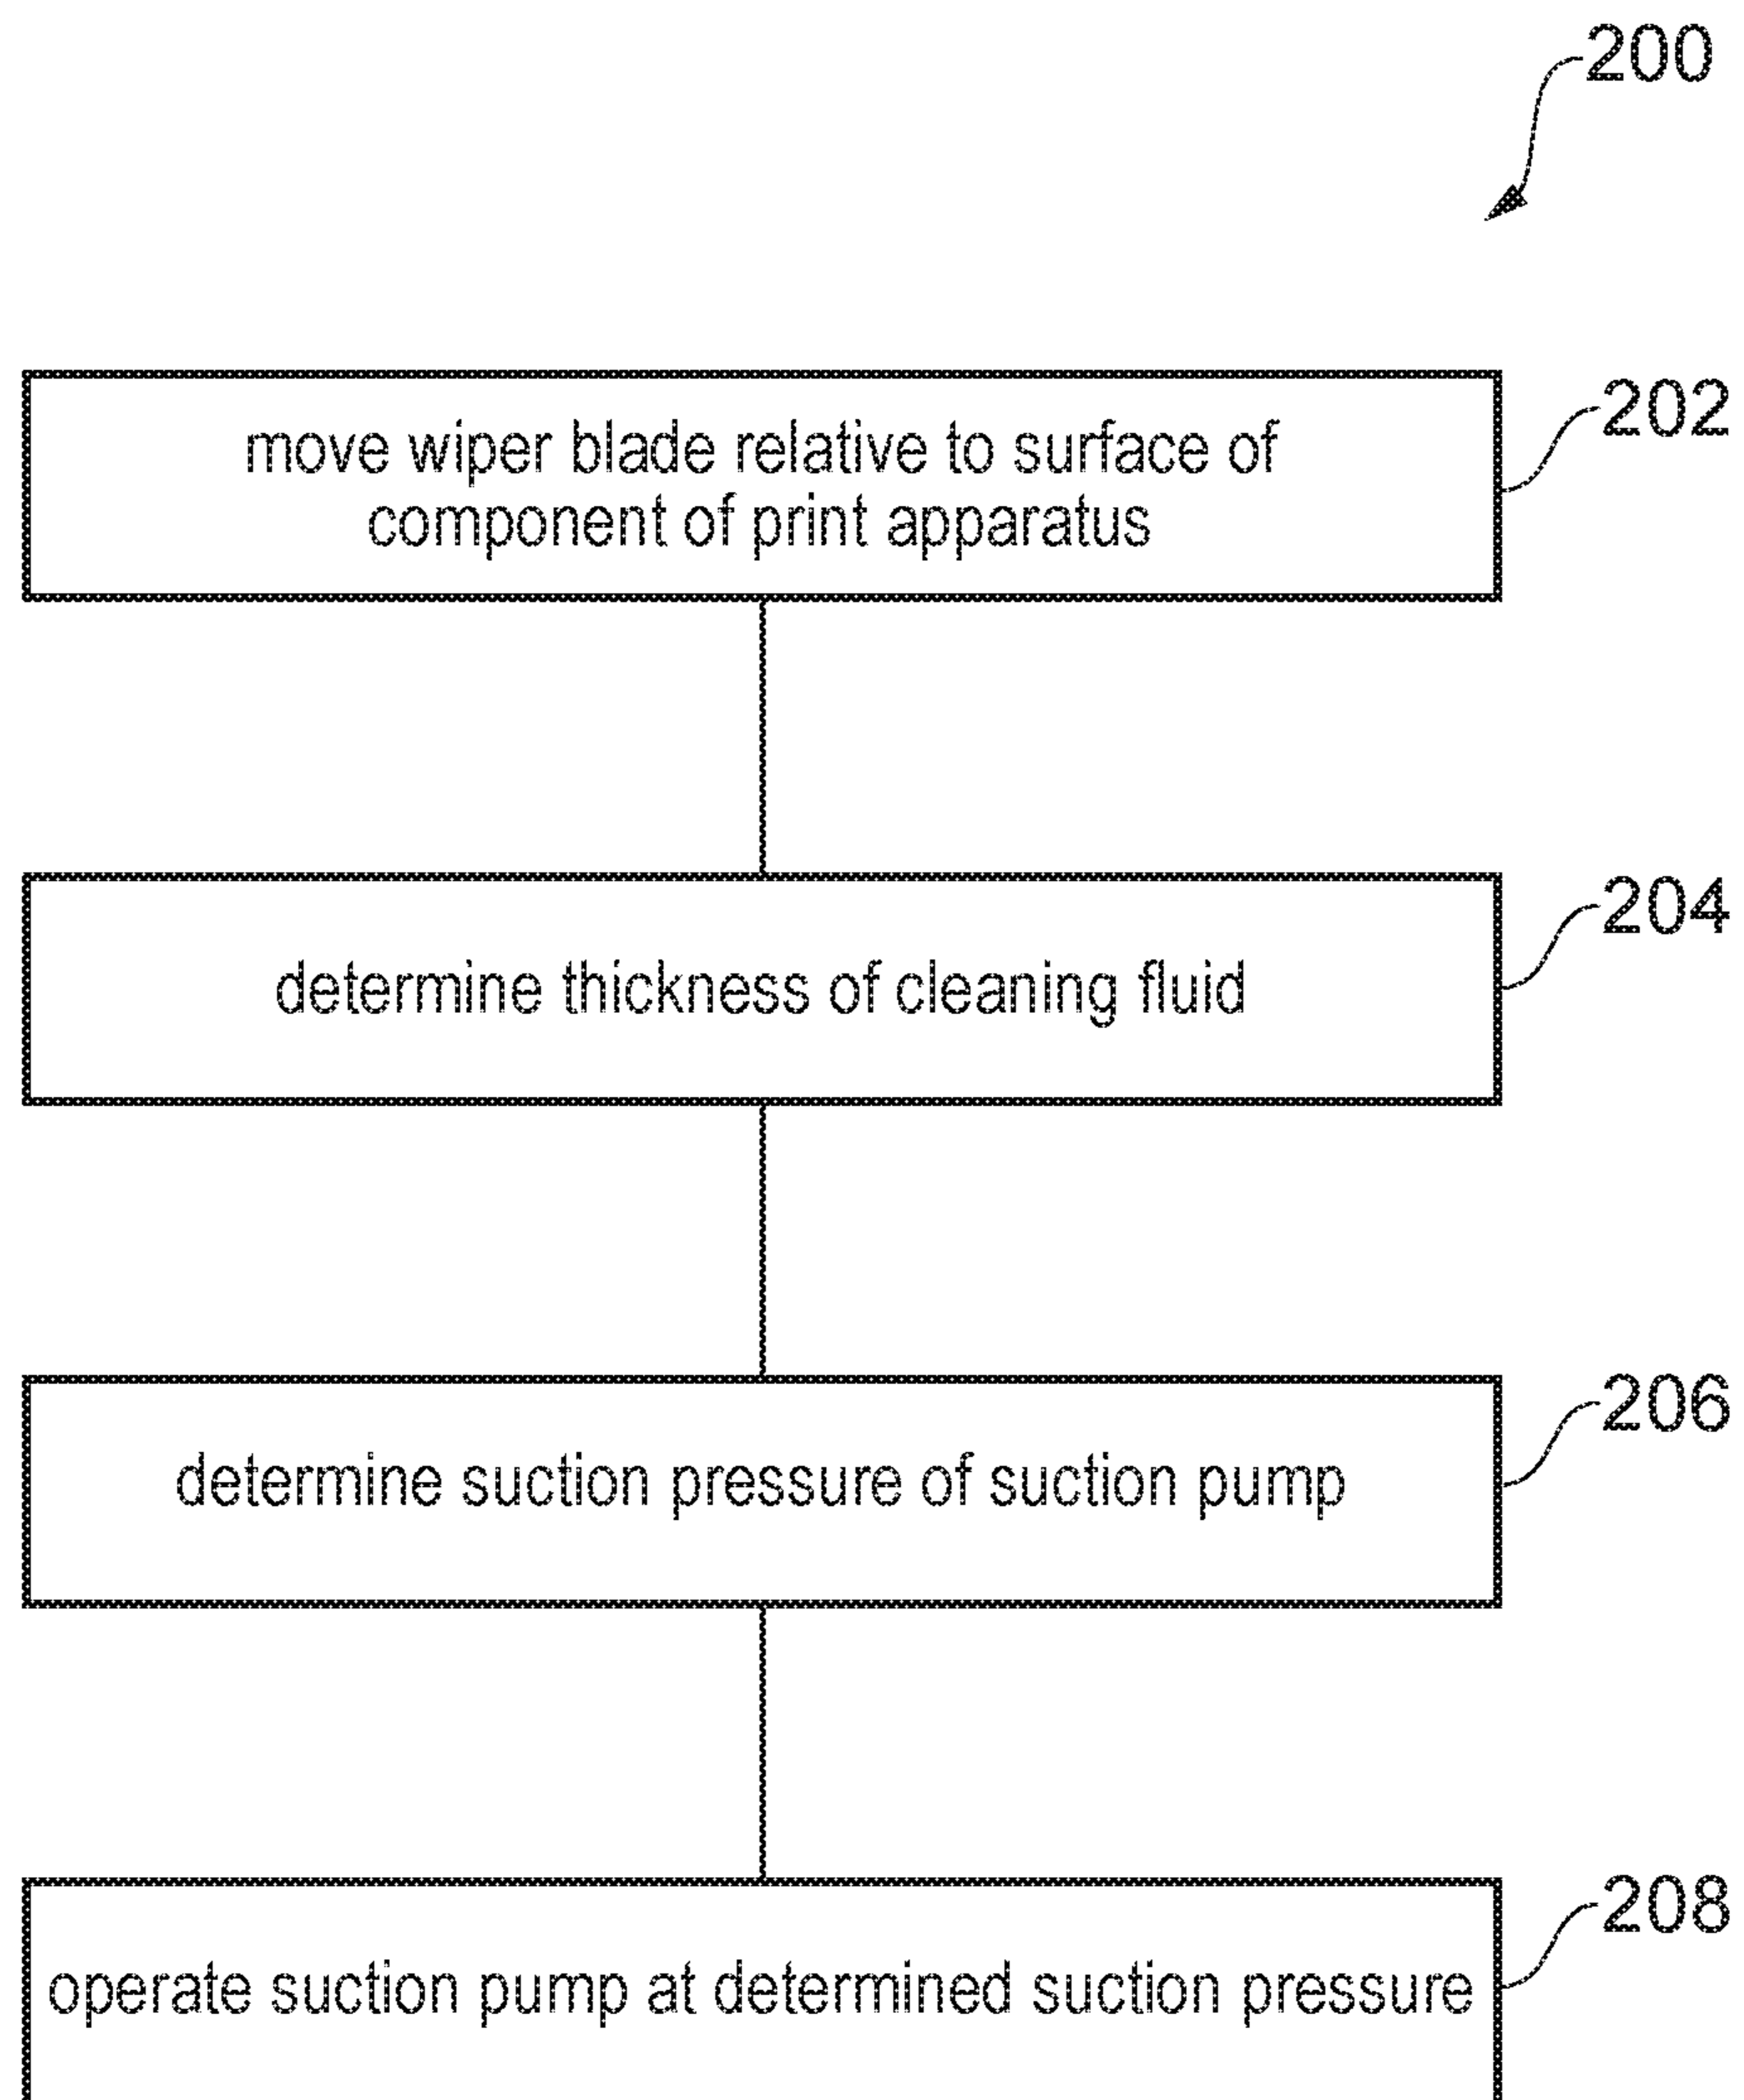 200
202
move wiper blade relative to surface of
component of print apparatus
204
determine thickness of cleaning fluid
206
determine suction pressure of suction pump
208
operate suction pump at determined suction pressure